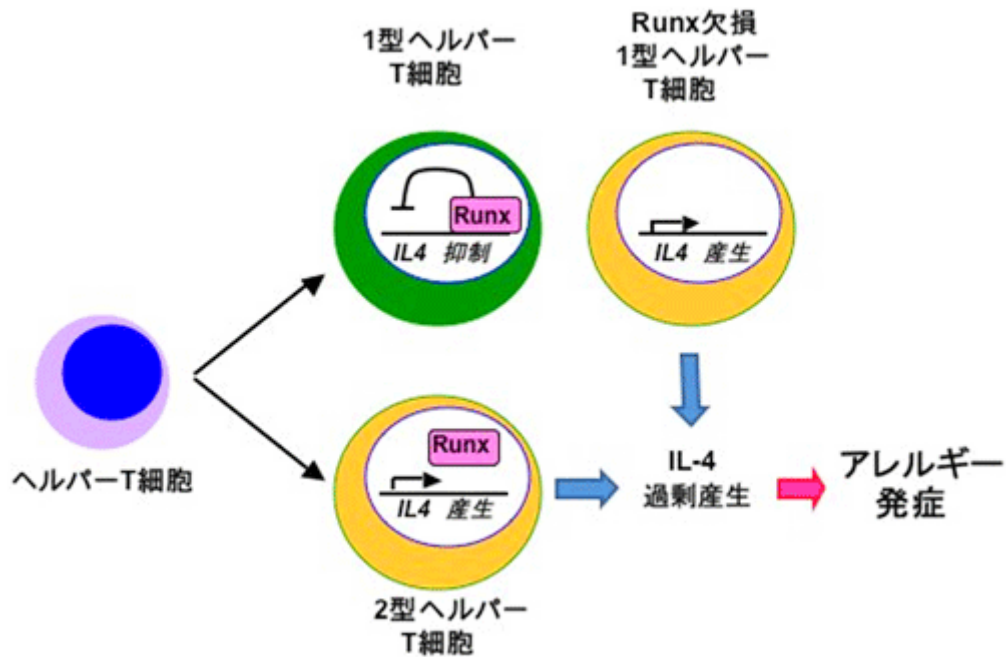 1型ヘルパー
T細胞
Runx欠損
1型ヘルパー
T細胞
Runx
IL4 抑制
IL4 産生
ヘルパーT細胞
Runx
IL4 産生
2型ヘルパー
T細胞
IL-4
過剰産生
アレルギー
発症